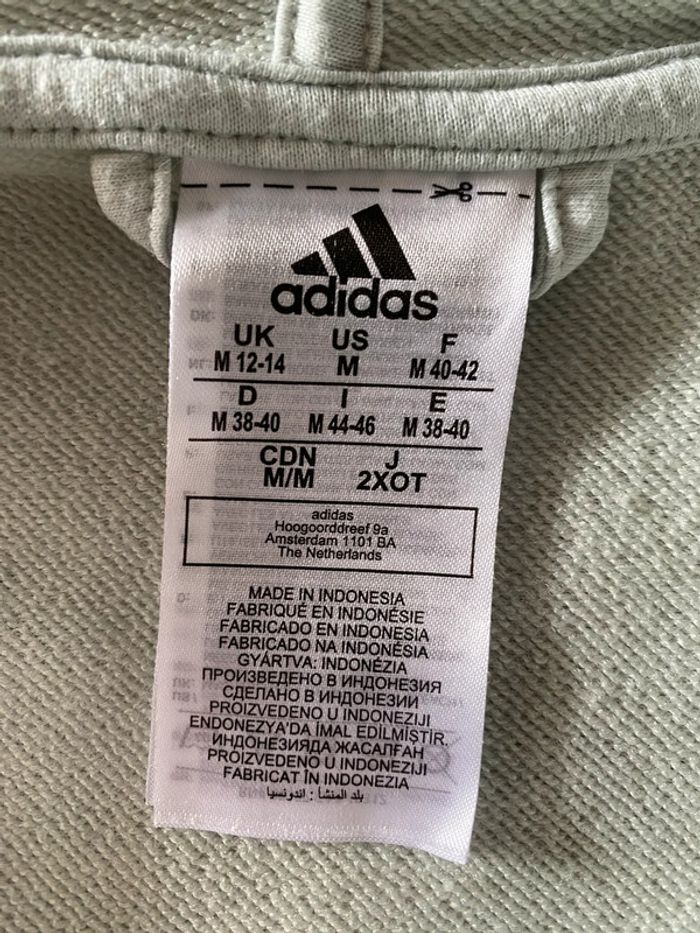 adidas
UK US F
M 12-14 M M 40-42
D I E
M 38-40 M 44-46 M 38-40
CDN J
M/M 2XOT
adidas
Hoogoorddreef 9a
Amsterdam 1101 BA
The Netherlands
MADE IN INDONESIA
FABRIQUÉ EN INDONÉSIE
FABRICADO EN INDONESIA
FABRICADO NA INDONÉSIA
GYÁRTVA: INDONÉZIA
ПРОИЗВЕДЕНО В ИНДОНЕЗИЯ
СДЕЛАНО В ИНДОНЕЗИИ
PROIZVEDENO U INDONEZIJI
ENDONEZYA'DA İMAL EDİLMİŞTİR.
ИНДОНЕЗИЯДА ЖАСАЛҒАН
PROIZVEDENO U INDONEZIJI
FABRICAT ÎN INDONEZIA
بلد المنشأ : اندونسيا